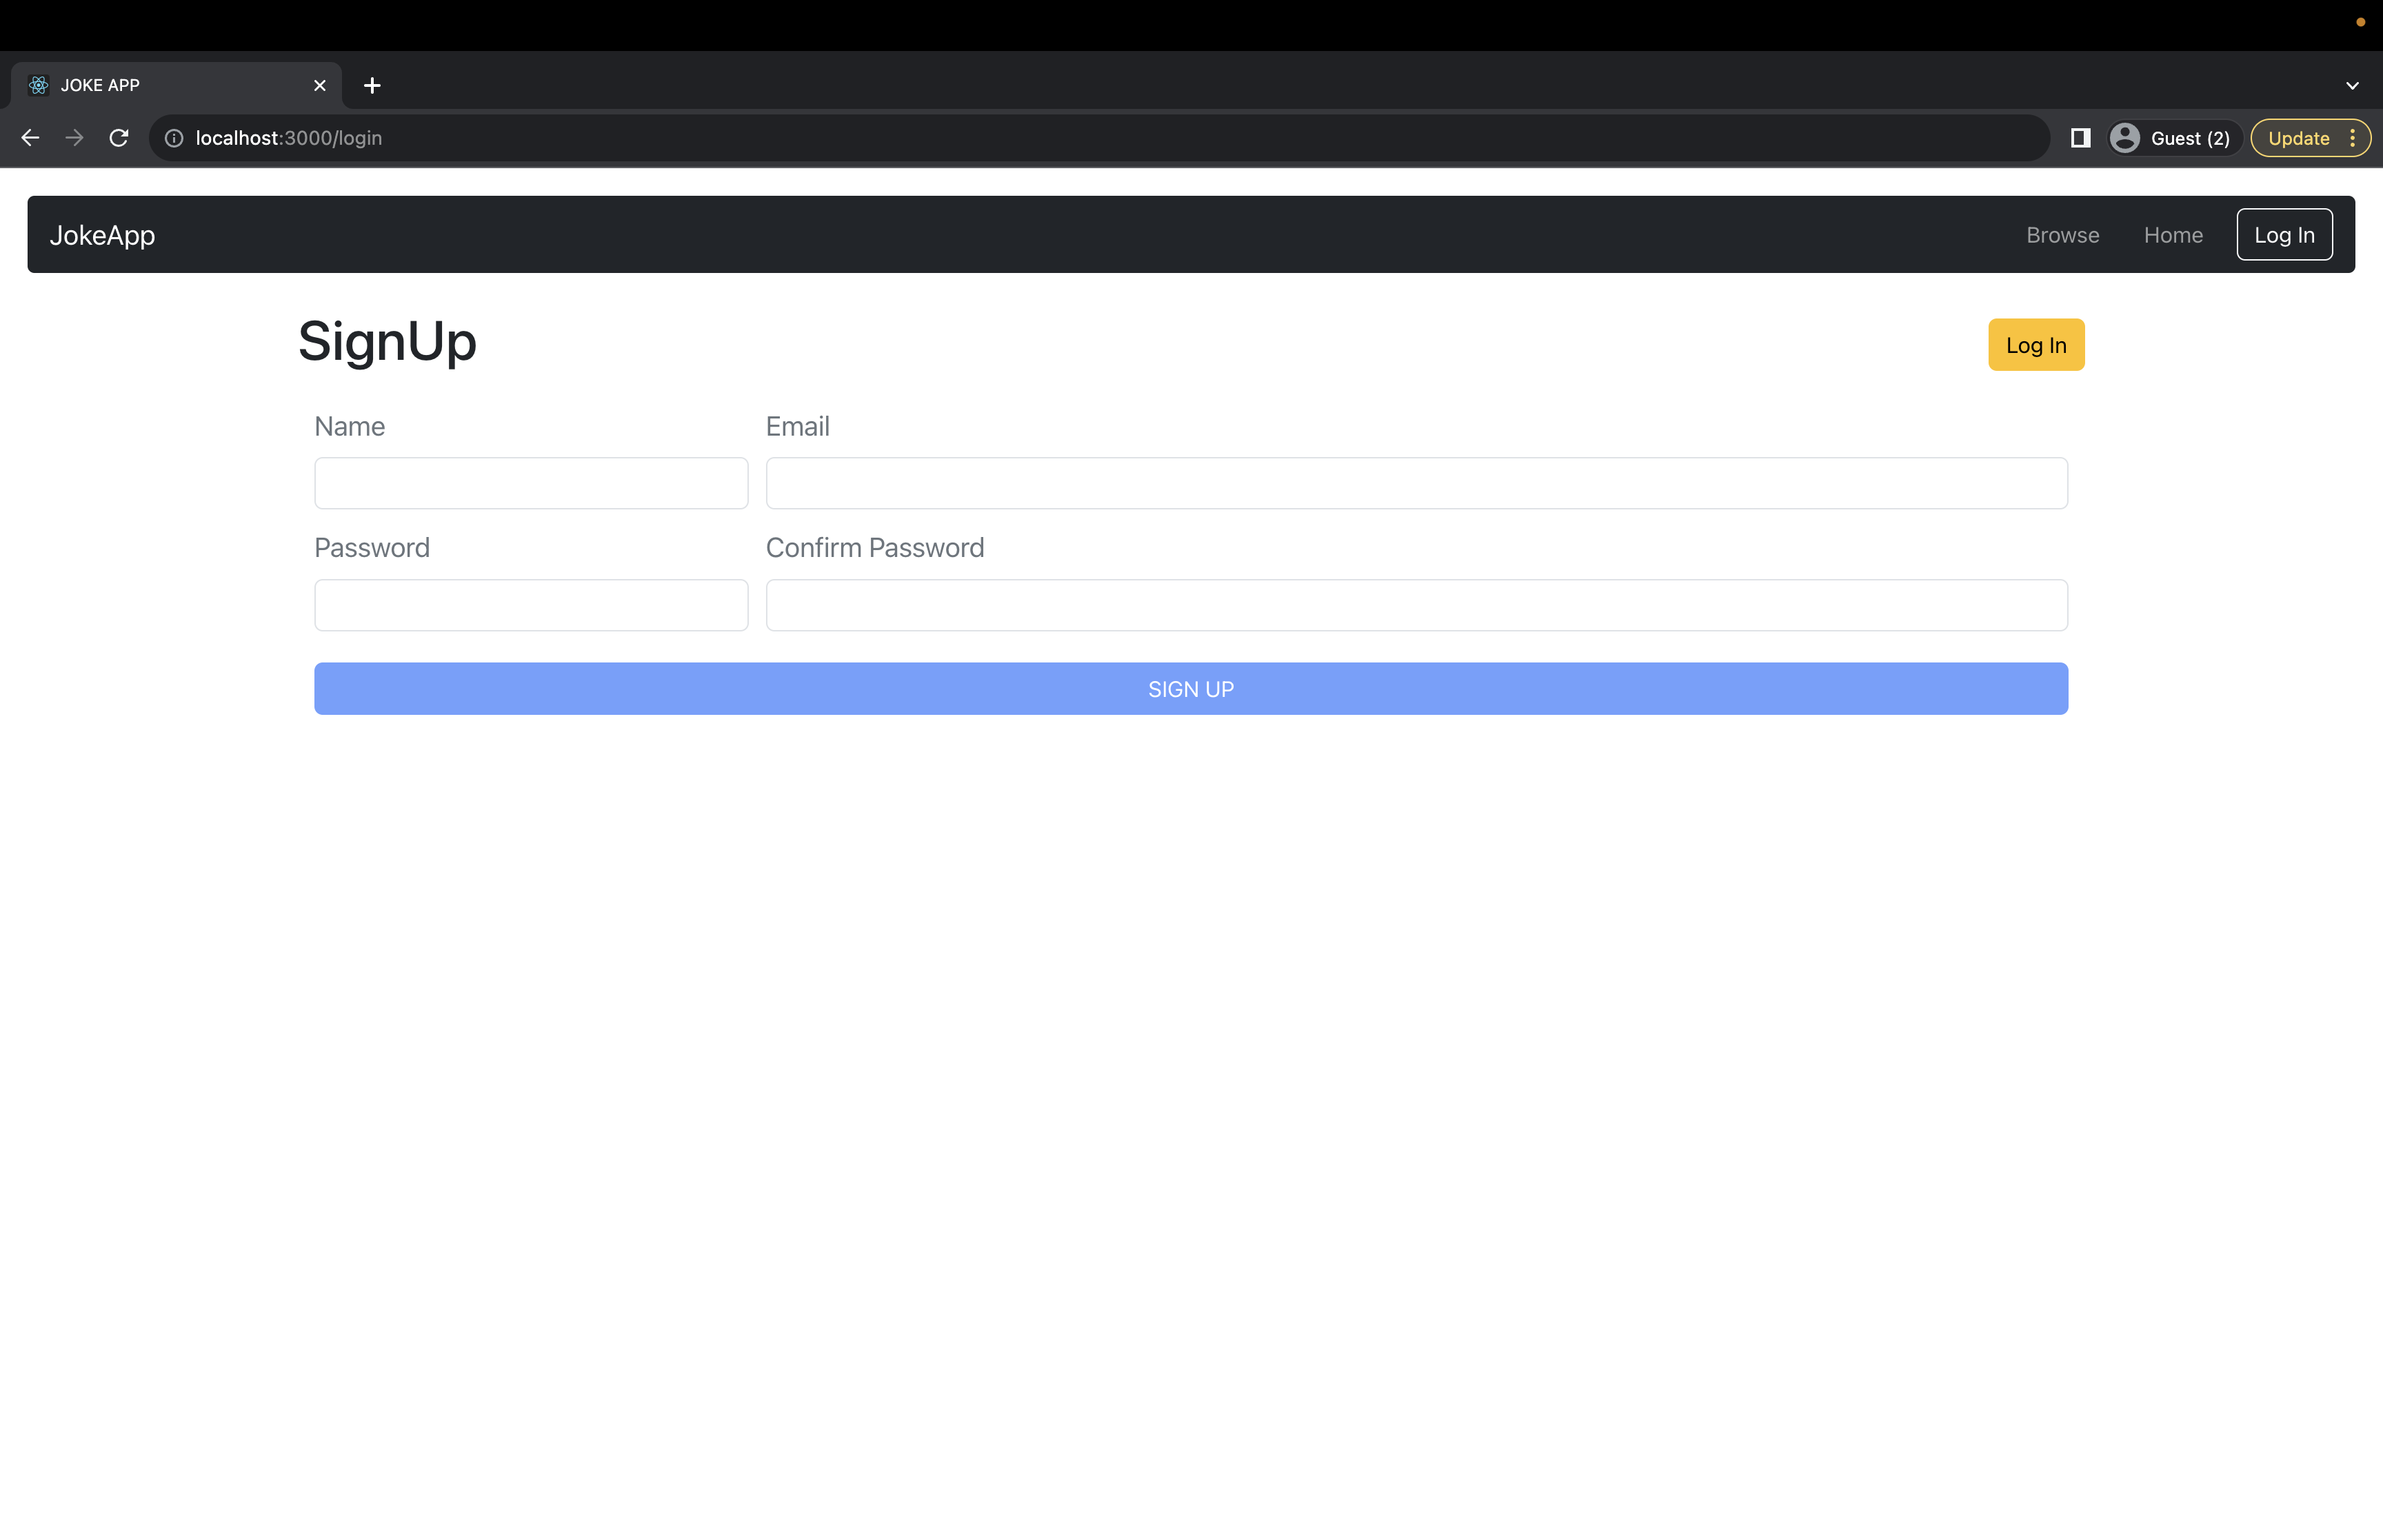 JOKE APP
localhost:3000/login
Guest (2)
Update
JokeApp
Browse
Home
Log In
SignUp
Log In
Name
Email
Password
Confirm Password
SIGN UP